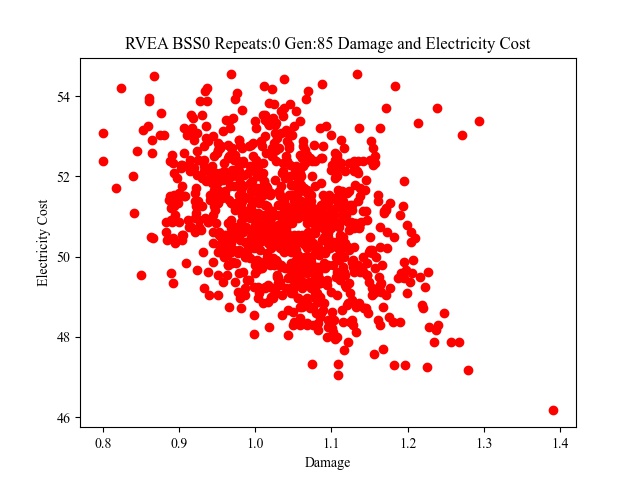 RVEA BSS0 Repeats:0 Gen:85 Damage and Electricity Cost
54
52
50
48
46
Electricity Cost
0.8 0.9 1.0 1.1 1.2 1.3 1.4
Damage